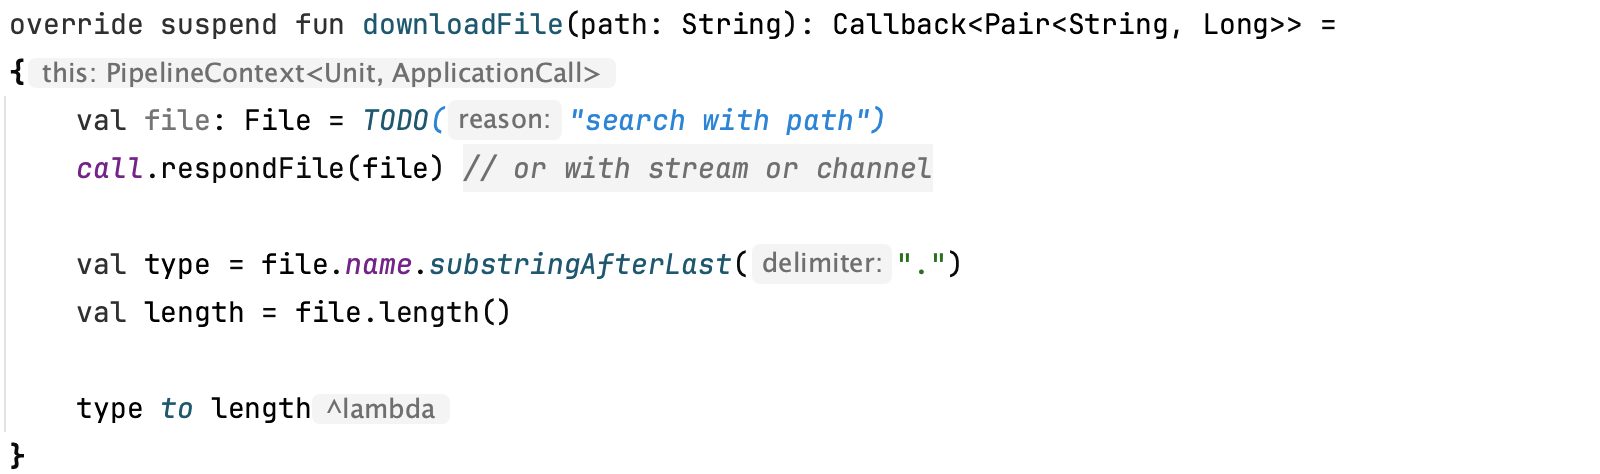 override suspend fun downloadFile(path: String): Callback<Pair<String, Long>> =
{ this: PipelineContext<Unit, ApplicationCall>
    val file: File = TODO( reason: "search with path")
    call.respondFile(file) // or with stream or channel

    val type = file.name.substringAfterLast( delimiter: ".")
    val length = file.length()

    type to length ^lambda
}